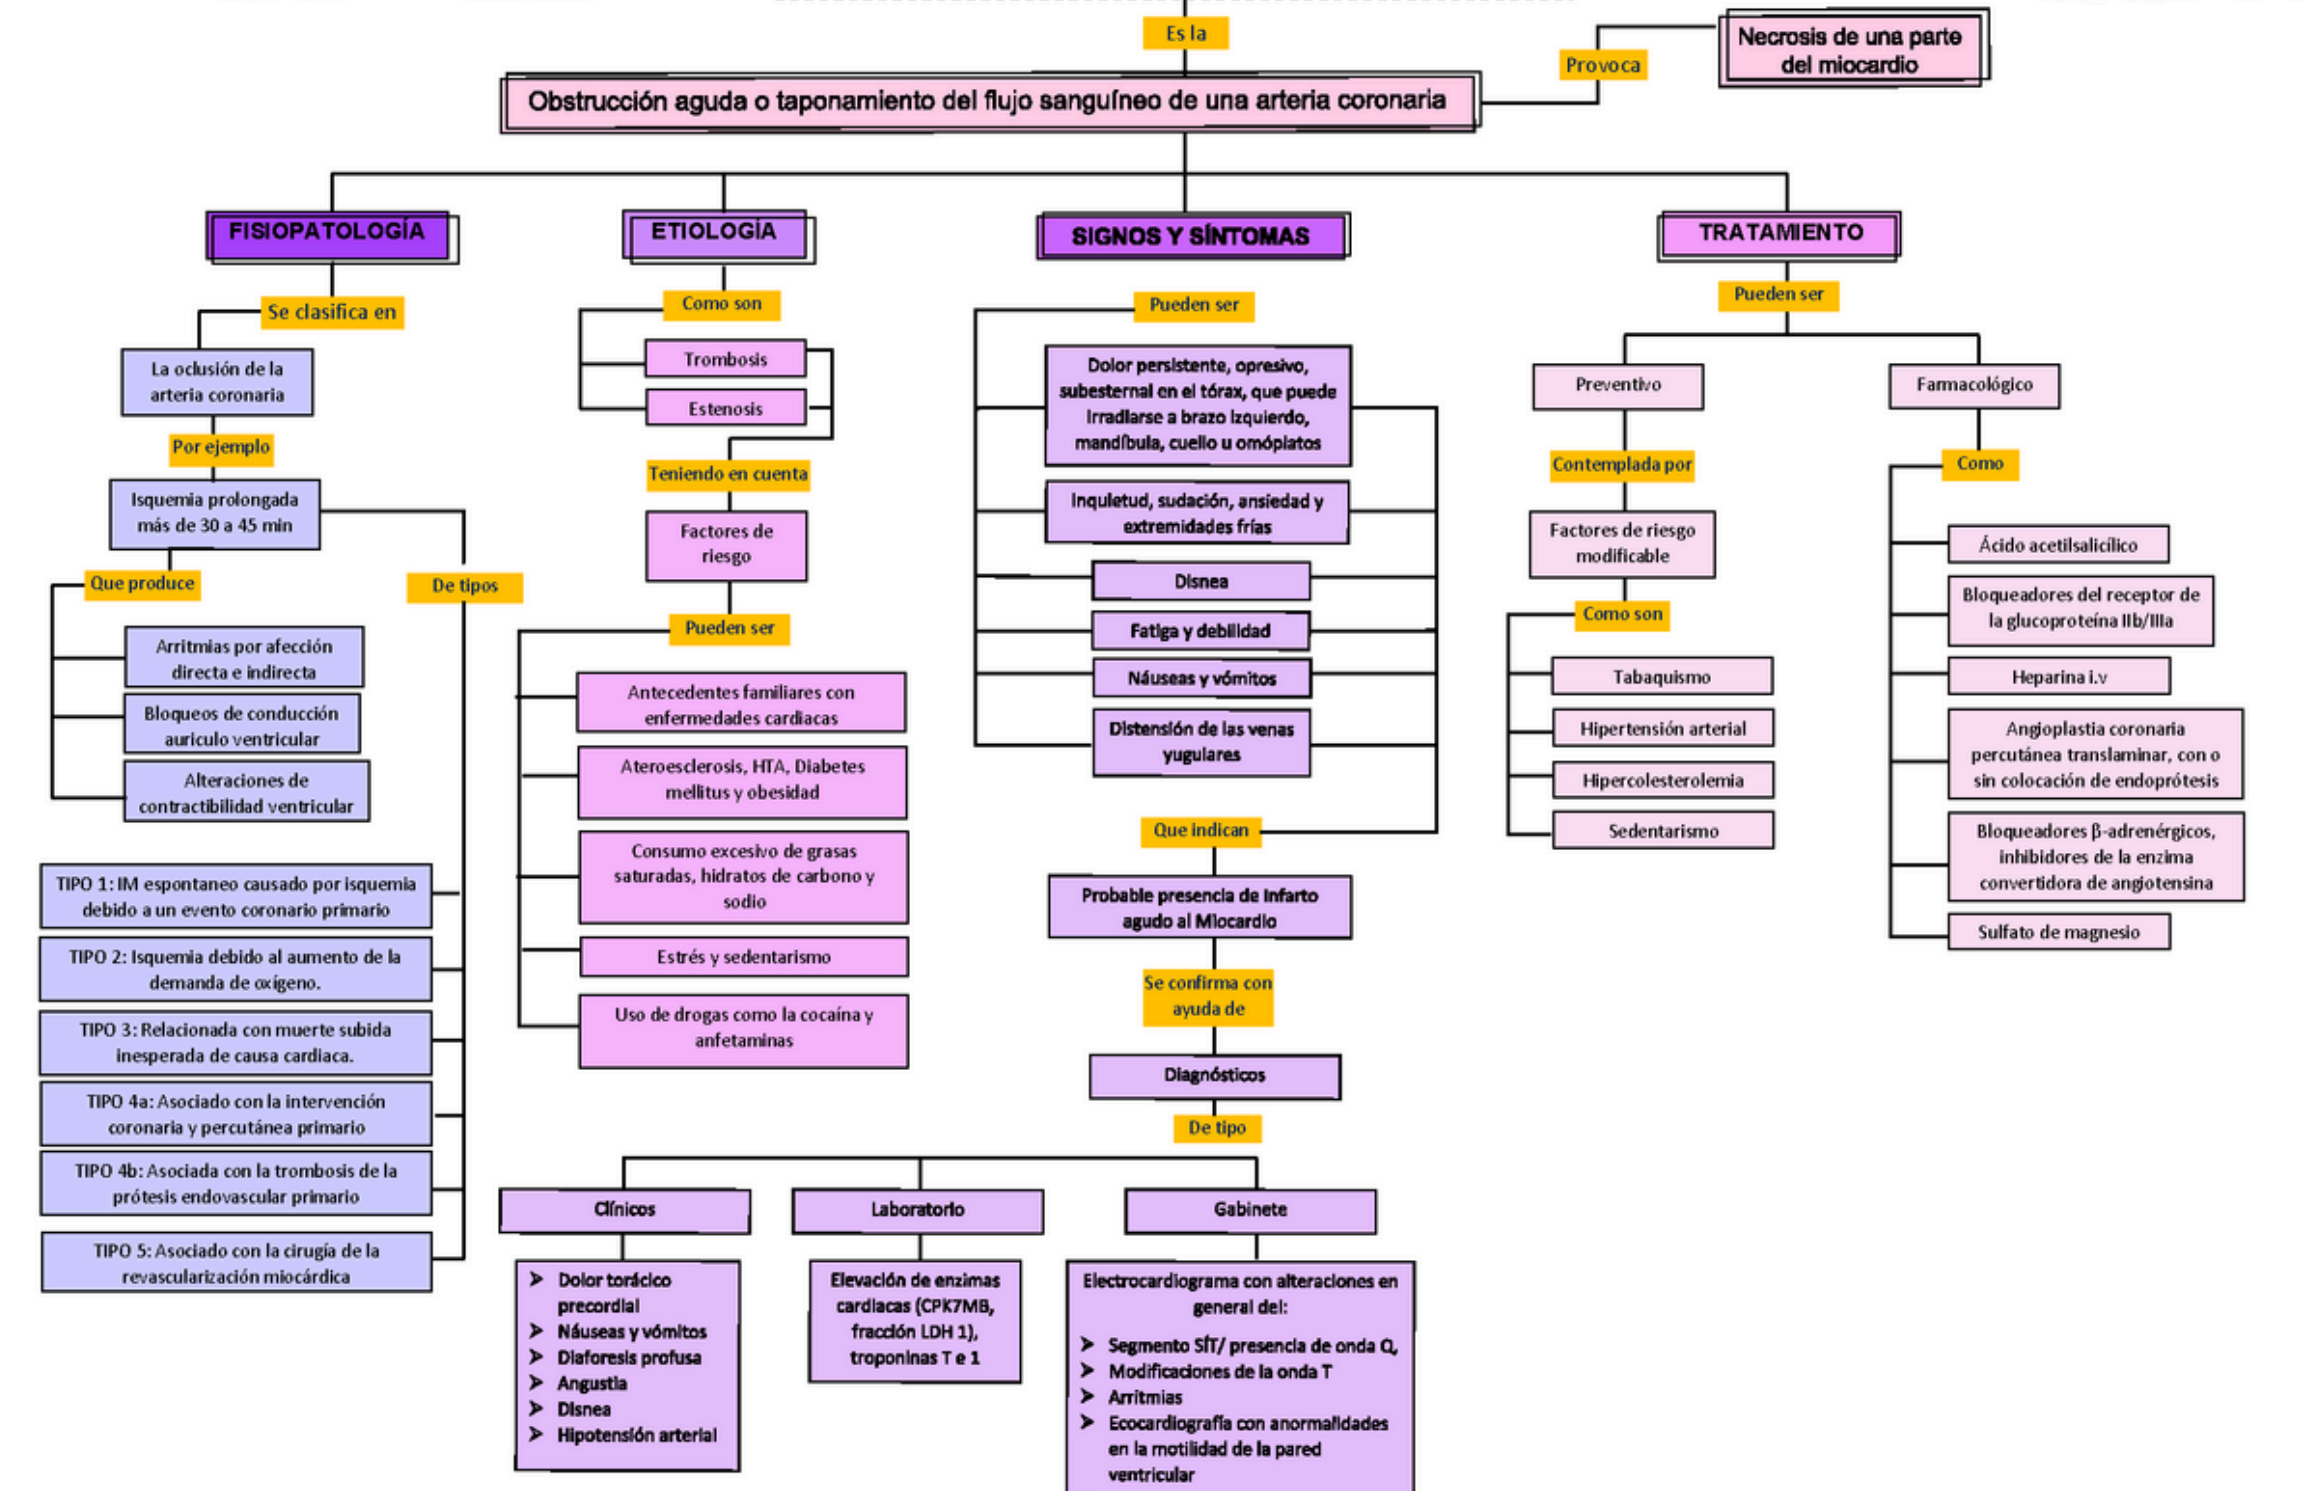 Es la
Provoca
Necrosis de una parte
del miocardio
Obstrucción aguda o taponamiento del flujo sanguíneo de una arteria coronaria
FISIOPATOLOGÍA
Se clasifica en
La oclusión de la
arteria coronaria
Por ejemplo
Isquemia prolongada
más de 30 a 45 min
Que produce
De tipos
Arritmias por afección
directa e indirecta
Bloqueos de conducción
auriculo ventricular
Alteraciones de
contractibilidad ventricular
TIPO 1: IM espontaneo causado por isquemia
debido a un evento coronario primario
TIPO 2: Isquemia debido al aumento de la
demanda de oxígeno.
TIPO 3: Relacionada con muerte subida
inesperada de causa cardiaca.
TIPO 4a: Asociado con la intervención
coronaria y percutánea primario
TIPO 4b: Asociada con la trombosis de la
prótesis endovascular primario
TIPO 5: Asociado con la cirugía de la
revascularización miocárdica
ETIOLOGÍA
Como son
Trombosis
Estenosis
Teniendo en cuenta
Factores de
riesgo
Pueden ser
Antecedentes familiares con
enfermedades cardiacas
Ateroesclerosis, HTA, Diabetes
mellitus y obesidad
Consumo excesivo de grasas
saturadas, hidratos de carbono y
sodio
Estrés y sedentarismo
Uso de drogas como la cocaína y
anfetaminas
SIGNOS Y SÍNTOMAS
Pueden ser
Dolor persistente, opresivo,
subesternal en el tórax, que puede
irradiarse a brazo izquierdo,
mandíbula, cuello u omóplatos
Inquietud, sudación, ansiedad y
extremidades frías
Disnea
Fatiga y debilidad
Náuseas y vómitos
Distensión de las venas
yugulares
Que indican
Probable presencia de Infarto
agudo al Miocardio
Se confirma con
ayuda de
Diagnósticos
De tipo
Clínicos
➤ Dolor torácico
precordial
➤ Náuseas y vómitos
➤ Diaforesis profusa
➤ Angustia
➤ Disnea
➤ Hipotensión arterial
Laboratorio
Elevación de enzimas
cardiacas (CPK7MB,
fracción LDH 1),
troponinas T e 1
Gabinete
Electrocardiograma con alteraciones en
general del:
➤ Segmento SÍT/ presencia de onda Q,
➤ Modificaciones de la onda T
➤ Arritmias
➤ Ecocardiografía con anormalidades
en la motilidad de la pared
ventricular
TRATAMIENTO
Pueden ser
Preventivo
Contemplada por
Factores de riesgo
modificable
Como son
Tabaquismo
Hipertensión arterial
Hipercolesterolemia
Sedentarismo
Farmacológico
Como
Ácido acetilsalicílico
Bloqueadores del receptor de
la glucoproteína IIb/IIIa
Heparina i.v
Angioplastia coronaria
percutánea translaminar, con o
sin colocación de endoprótesis
Bloqueadores β-adrenérgicos,
inhibidores de la enzima
convertidora de angiotensina
Sulfato de magnesio